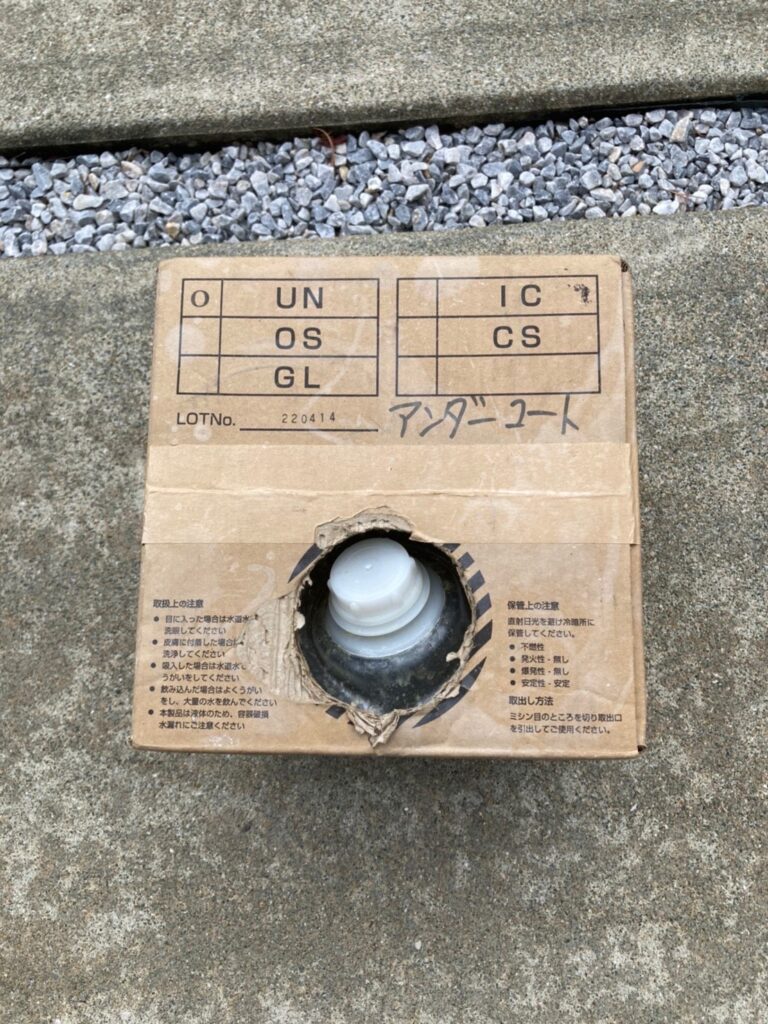 O UN
OS
GL
IC
CS
LOTNo. 220414
アンダーコート
取扱上の注意
● 目に入った場合は水道水
洗眼してください
● 皮膚に付着した場合は
洗浄してください
● 吸入した場合は水道水で
うがいをしてください
● 飲み込んだ場合はよくうがい
をし、大量の水を飲んでください
● 本製品は液体のため、容器破損
水漏れにご注意ください
保管上の注意
直射日光を避け冷暗所に
保管してください。
● 不燃性
● 発火性 - 無し
● 爆発性 - 無し
● 安定性 - 安定
取出し方法
ミシン目のところを切り取出口
を引出してご使用ください。